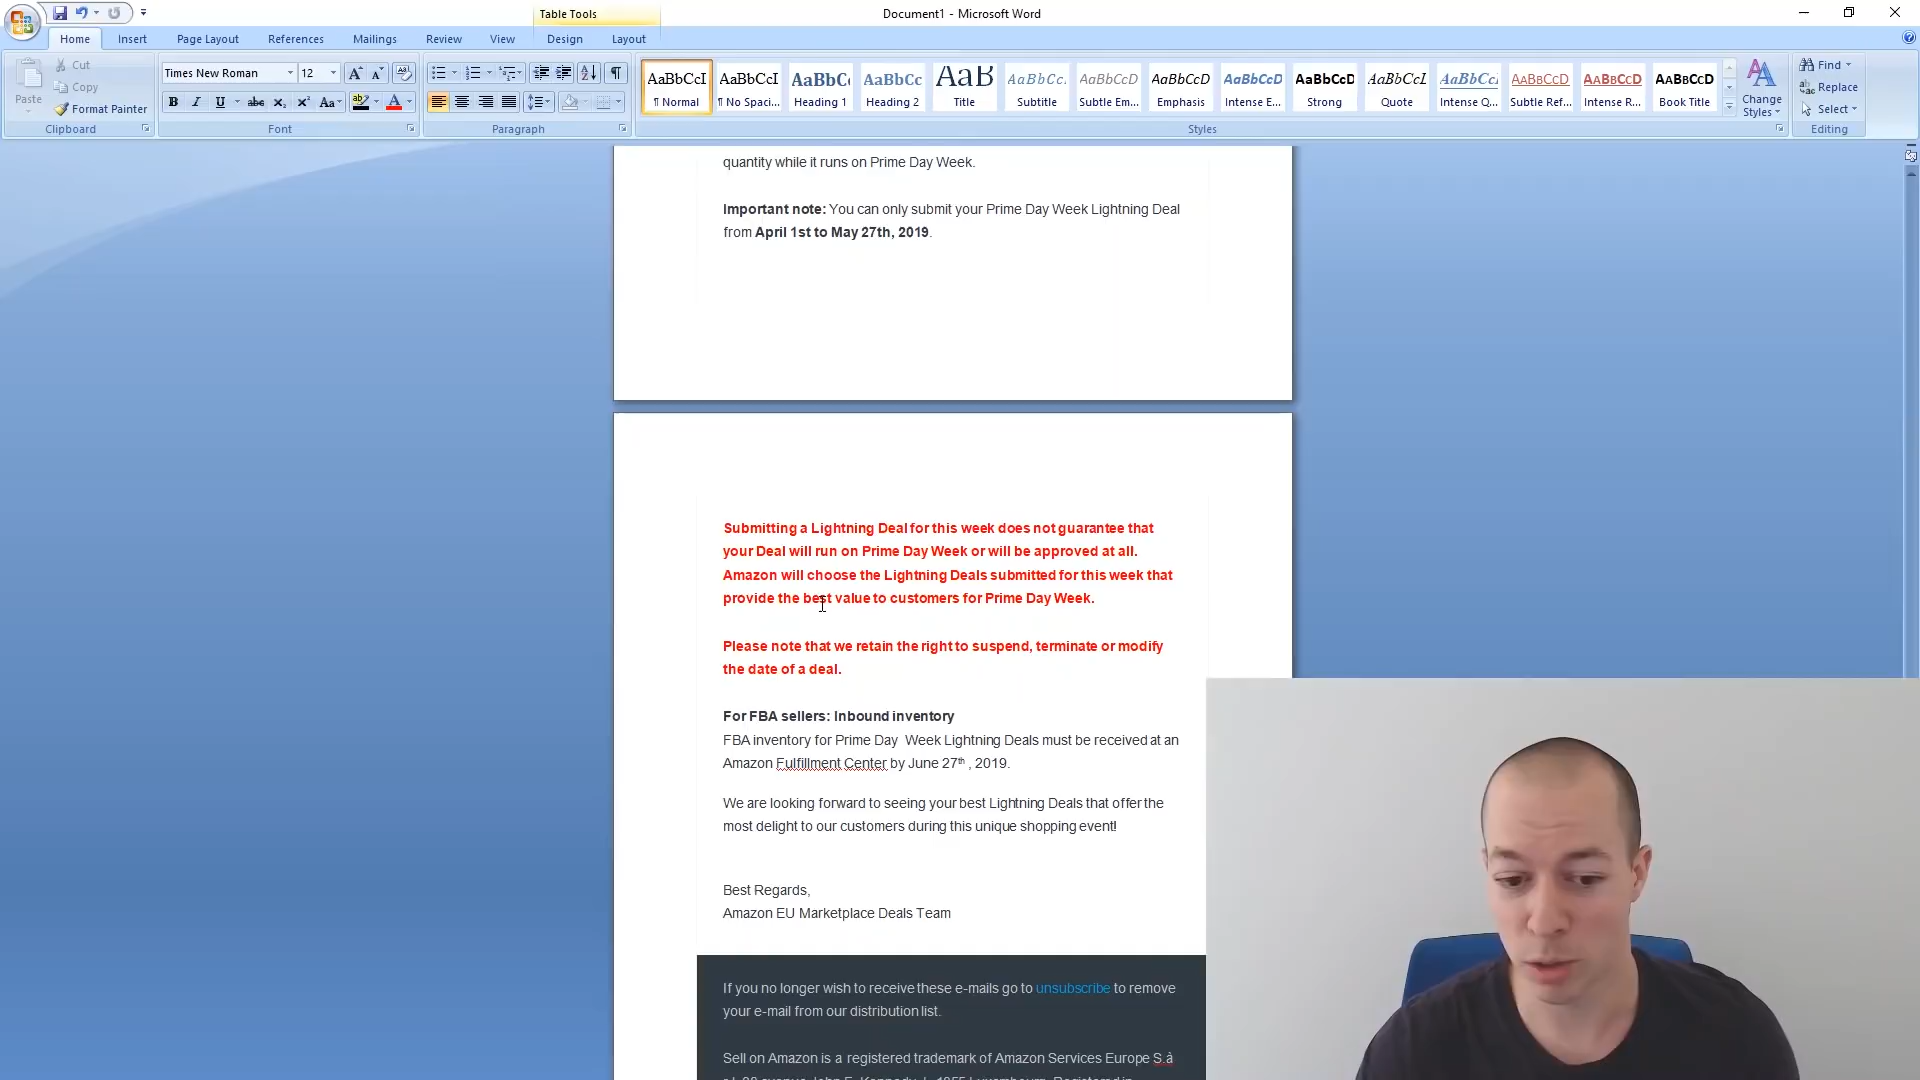 Table Tools
Document1 - Microsoft Word
Home Insert Page Layout References Mailings Review View Design Layout
Paste
Cut
Copy
Format Painter
Clipboard
Times New Roman 12
Font
Paragraph
AaBbCcI AaBbCcI AaBbC AaBbCc AaB AaBbCc. AaBbCcD AaBbCcD AaBbCcD AaBbCcD AaBbCcL AaBbCc AABBCCD AABBCCD AABBCCD
¶ Normal ¶ No Spaci... Heading 1 Heading 2 Title Subtitle Subtle Em... Emphasis Intense E... Strong Quote Intense Q... Subtle Ref... Intense R... Book Title
Change Styles
Styles
Find
Replace
Select
Editing
quantity while it runs on Prime Day Week.
Important note: You can only submit your Prime Day Week Lightning Deal
from April 1st to May 27th, 2019.
Submitting a Lightning Deal for this week does not guarantee that
your Deal will run on Prime Day Week or will be approved at all.
Amazon will choose the Lightning Deals submitted for this week that
provide the best value to customers for Prime Day Week.
Please note that we retain the right to suspend, terminate or modify
the date of a deal.
For FBA sellers: Inbound inventory
FBA inventory for Prime Day Week Lightning Deals must be received at an
Amazon Fulfillment Center by June 27th , 2019.
We are looking forward to seeing your best Lightning Deals that offer the
most delight to our customers during this unique shopping event!
Best Regards,
Amazon EU Marketplace Deals Team
If you no longer wish to receive these e-mails go to unsubscribe to remove
your e-mail from our distribution list.
Sell on Amazon is a registered trademark of Amazon Services Europe S.à